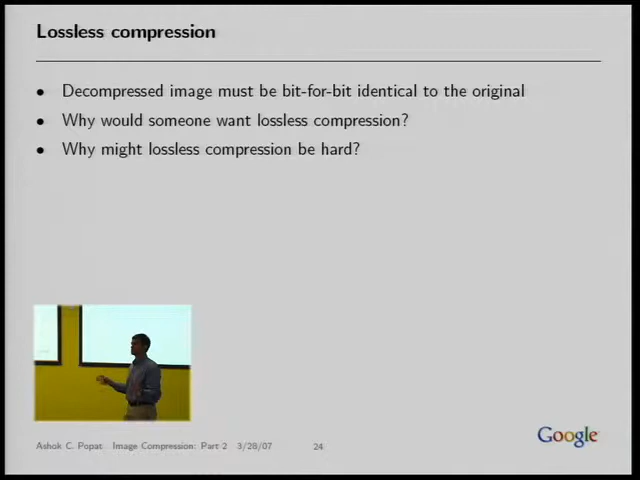 Lossless compression
• Decompressed image must be bit-for-bit identical to the original
• Why would someone want lossless compression?
• Why might lossless compression be hard?
Ashok C. Popat Image Compression: Part 2 3/28/07 24
Google